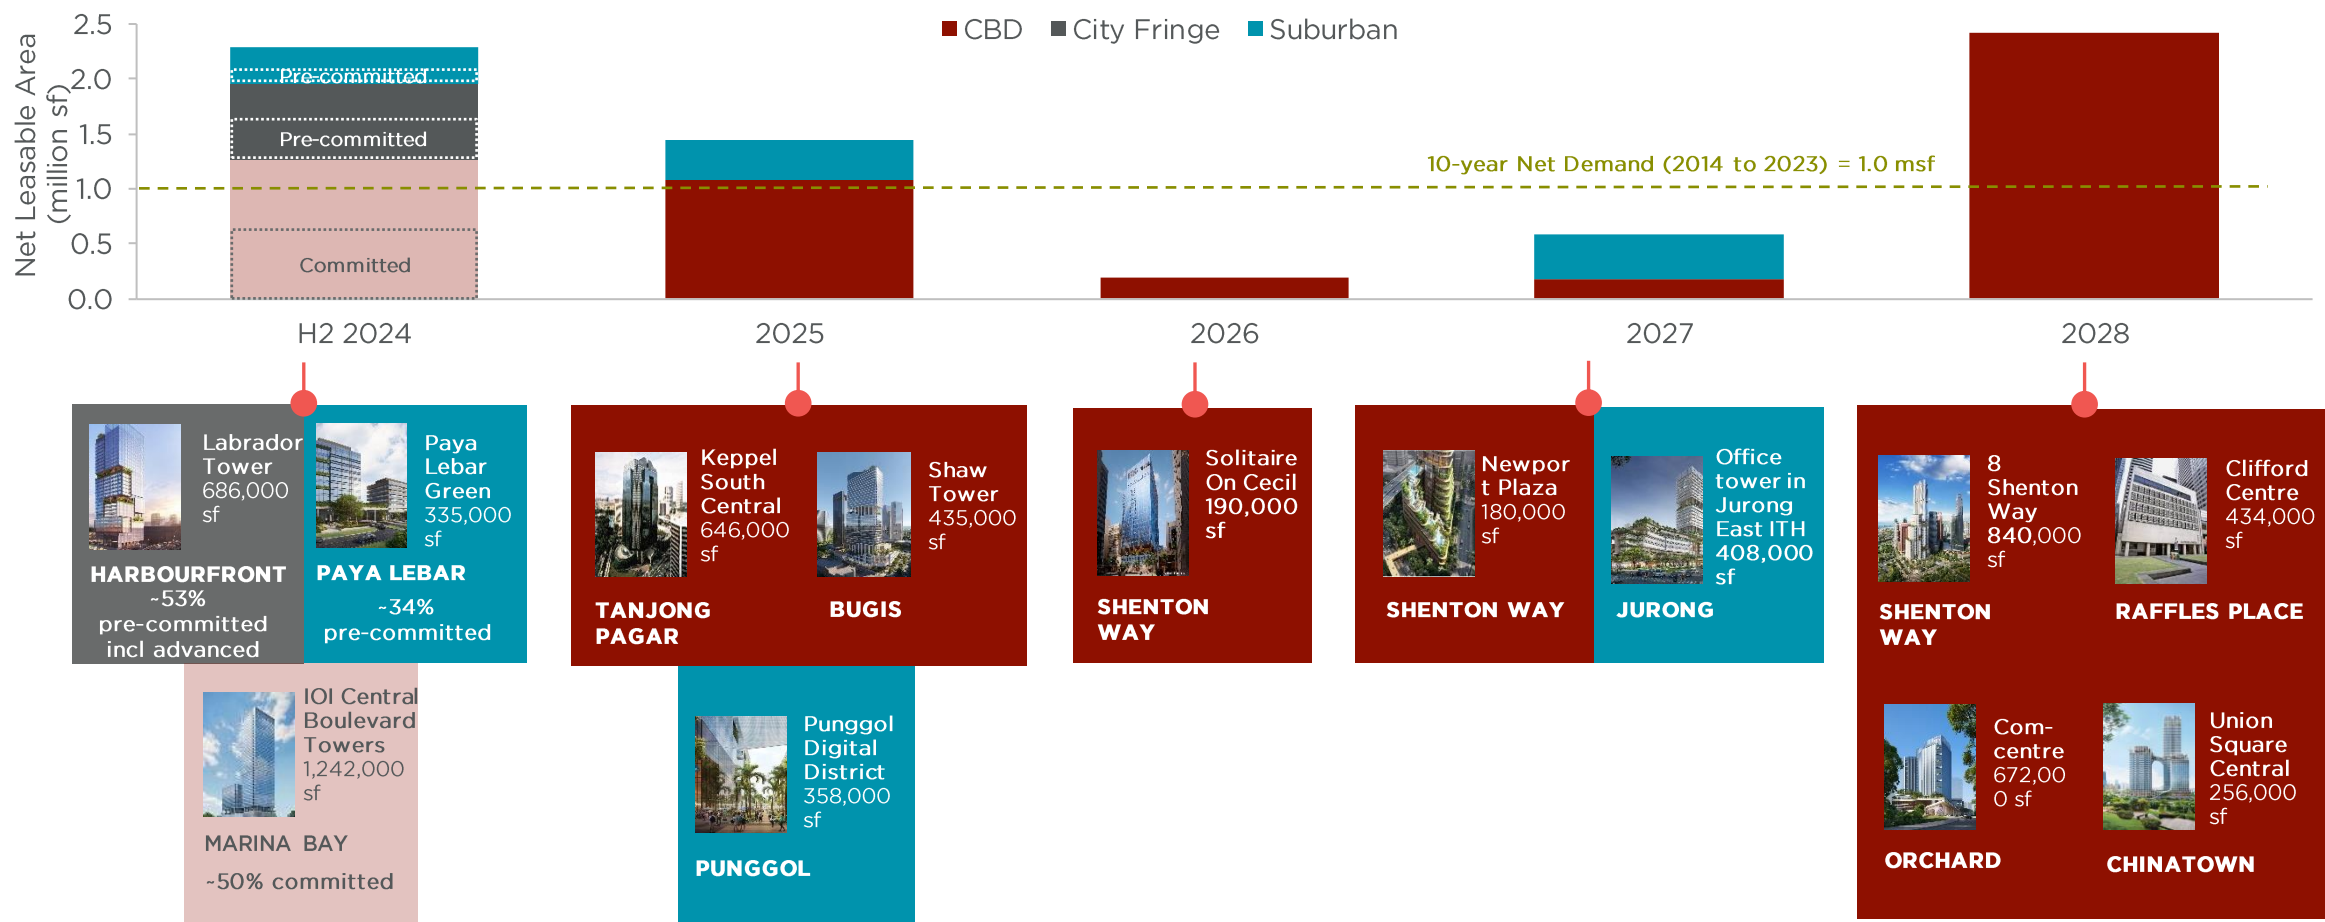 Net Leasable Area
(million sf)
2.5
2.0
1.5
1.0
0.5
0.0
CBD
City Fringe
Suburban
Pre-committed
Pre-committed
Committed
10-year Net Demand (2014 to 2023) = 1.0 msf
H2 2024
2025
2026
2027
2028
Labrador
Tower
686,000
sf
HARBOURFRONT
~53%
pre-committed
incl advanced
Paya
Lebar
Green
335,000
sf
PAYA LEBAR
~34%
pre-committed
IOI Central
Boulevard
Towers
1,242,000
sf
MARINA BAY
~50% committed
Keppel
South
Central
646,000
sf
TANJONG
PAGAR
Shaw
Tower
435,000
sf
BUGIS
Punggol
Digital
District
358,000
sf
PUNGGOL
Solitaire
On Cecil
190,000
sf
SHENTON
WAY
Newpor
t Plaza
180,000
sf
SHENTON WAY
Office
tower in
Jurong
East ITH
408,000
sf
JURONG
8
Shenton
Way
840,000
sf
SHENTON
WAY
Clifford
Centre
434,000
sf
RAFFLES PLACE
Com-
centre
672,00
0 sf
ORCHARD
Union
Square
Central
256,000
sf
CHINATOWN